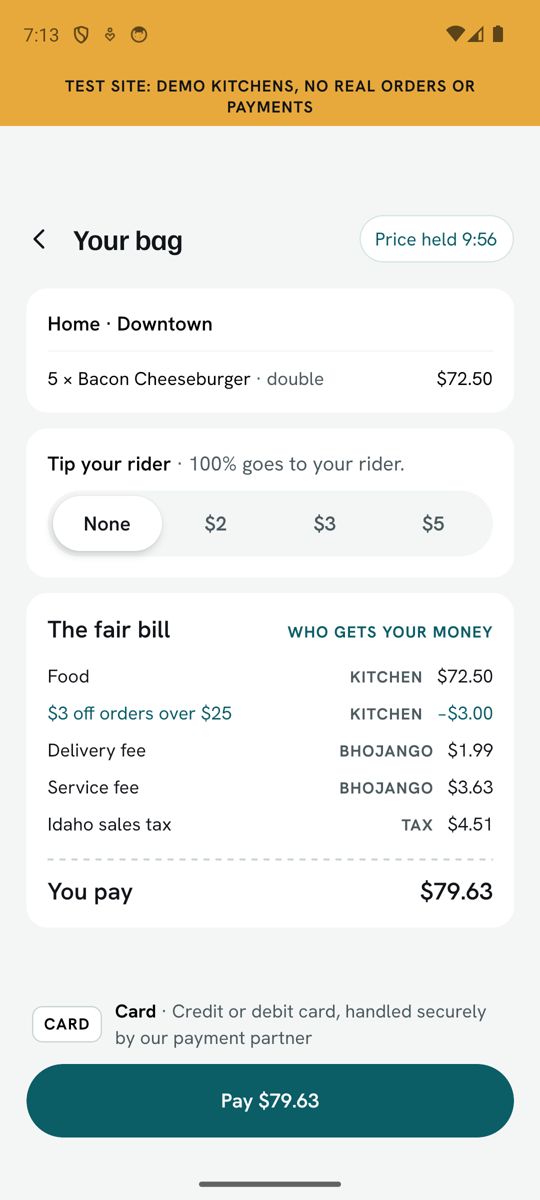 7:13
TEST SITE: DEMO KITCHENS, NO REAL ORDERS OR
PAYMENTS
Your bag
Price held 9:56
Home · Downtown
5 × Bacon Cheeseburger · double $72.50
Tip your rider · 100% goes to your rider.
None $2 $3 $5
The fair bill WHO GETS YOUR MONEY
Food KITCHEN $72.50
$3 off orders over $25 KITCHEN −$3.00
Delivery fee BHOJANGO $1.99
Service fee BHOJANGO $3.63
Idaho sales tax TAX $4.51
You pay $79.63
CARD
Card · Credit or debit card, handled securely
by our payment partner
Pay $79.63